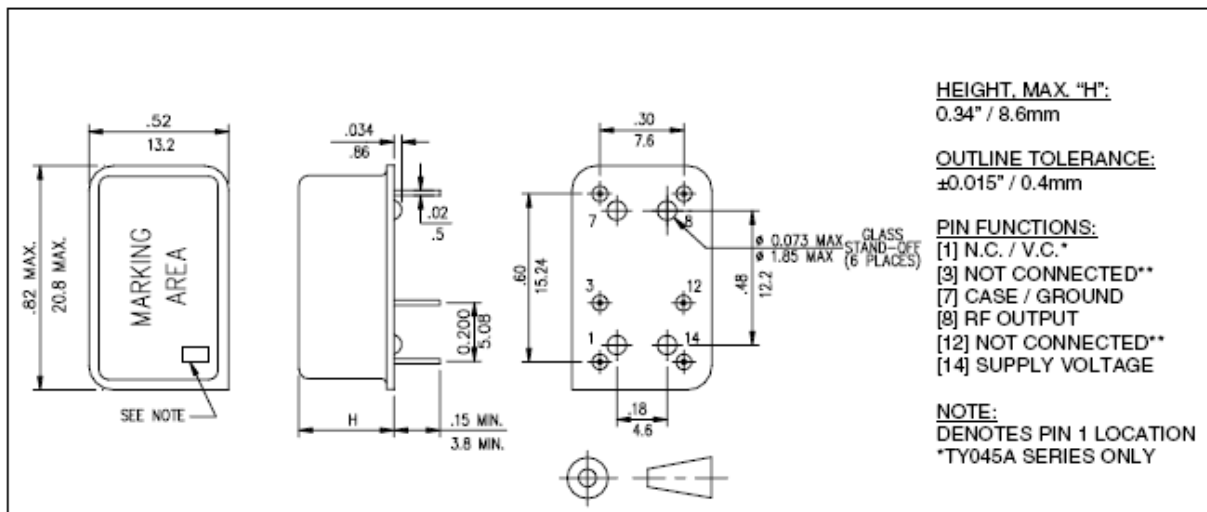 .52
13.2
.82 MAX.
20.8 MAX.
MARKING
AREA
SEE NOTE
.034
.86
.02
.5
0.200
5.08
H
.15 MIN.
3.8 MIN.
.30
7.6
.60
15.24
7
8
3
12
1
14
ø 0.073 MAX
ø 1.85 MAX
GLASS
STAND-OFF
(6 PLACES)
.48
12.2
.18
4.6
HEIGHT, MAX. "H":
0.34" / 8.6mm
OUTLINE TOLERANCE:
±0.015" / 0.4mm
PIN FUNCTIONS:
[1] N.C. / V.C.*
[3] NOT CONNECTED**
[7] CASE / GROUND
[8] RF OUTPUT
[12] NOT CONNECTED**
[14] SUPPLY VOLTAGE
NOTE:
DENOTES PIN 1 LOCATION
*TY045A SERIES ONLY